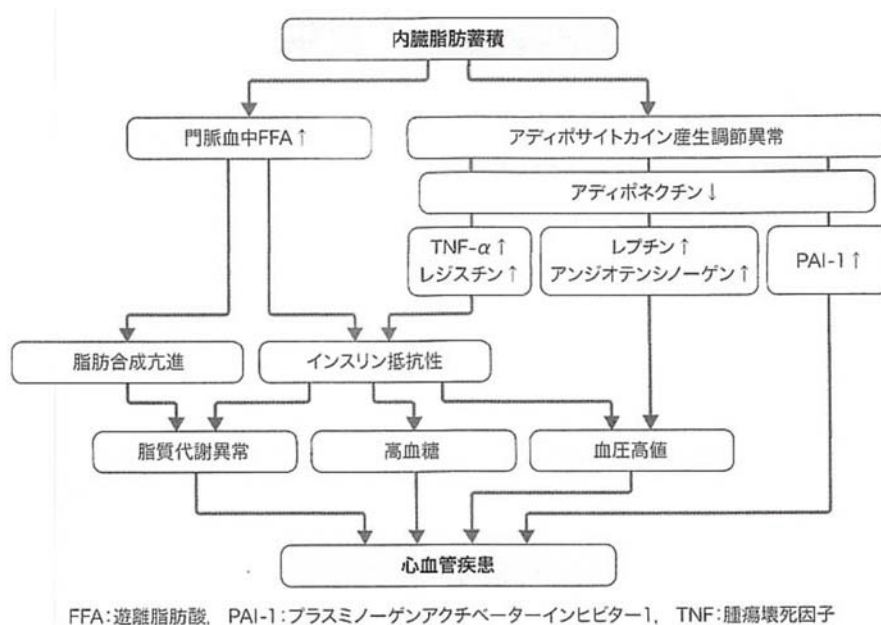 内臓脂肪蓄積
門脈血中FFA↑
アディポサイトカイン産生調節異常
アディポネクチン↓
TNF-α↑
レジスチン↑
レプチン↑
アンジオテンシノーゲン↑
PAI-1↑
脂肪合成亢進
インスリン抵抗性
脂質代謝異常
高血糖
血圧高値
心血管疾患
FFA:遊離脂肪酸, PAI-1:プラスミノーゲンアクチベーターインヒビター1, TNF:腫瘍壊死因子